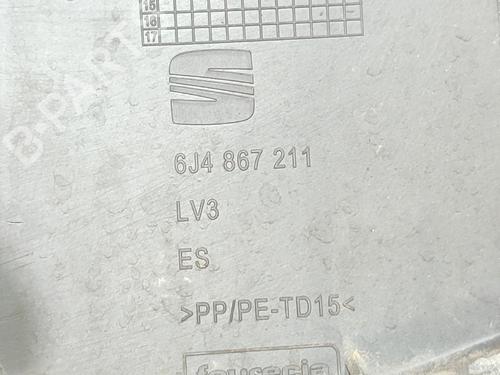 15
16
17
6J4 867 211
LV3
ES
>PP/PE-TD15<
faurecia
B-PARTS